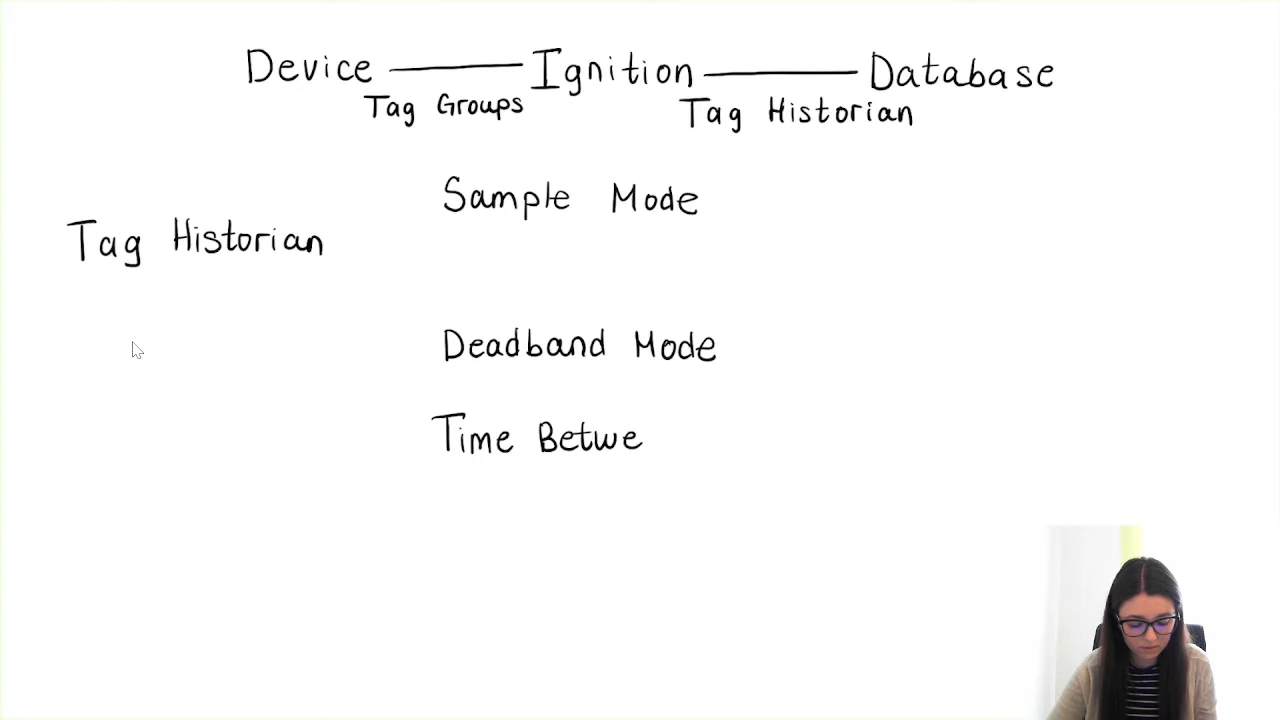 Device Ignition Database
Tag Groups Tag Historian
Sample Mode
Tag Historian
Deadband Mode
Time Betwe